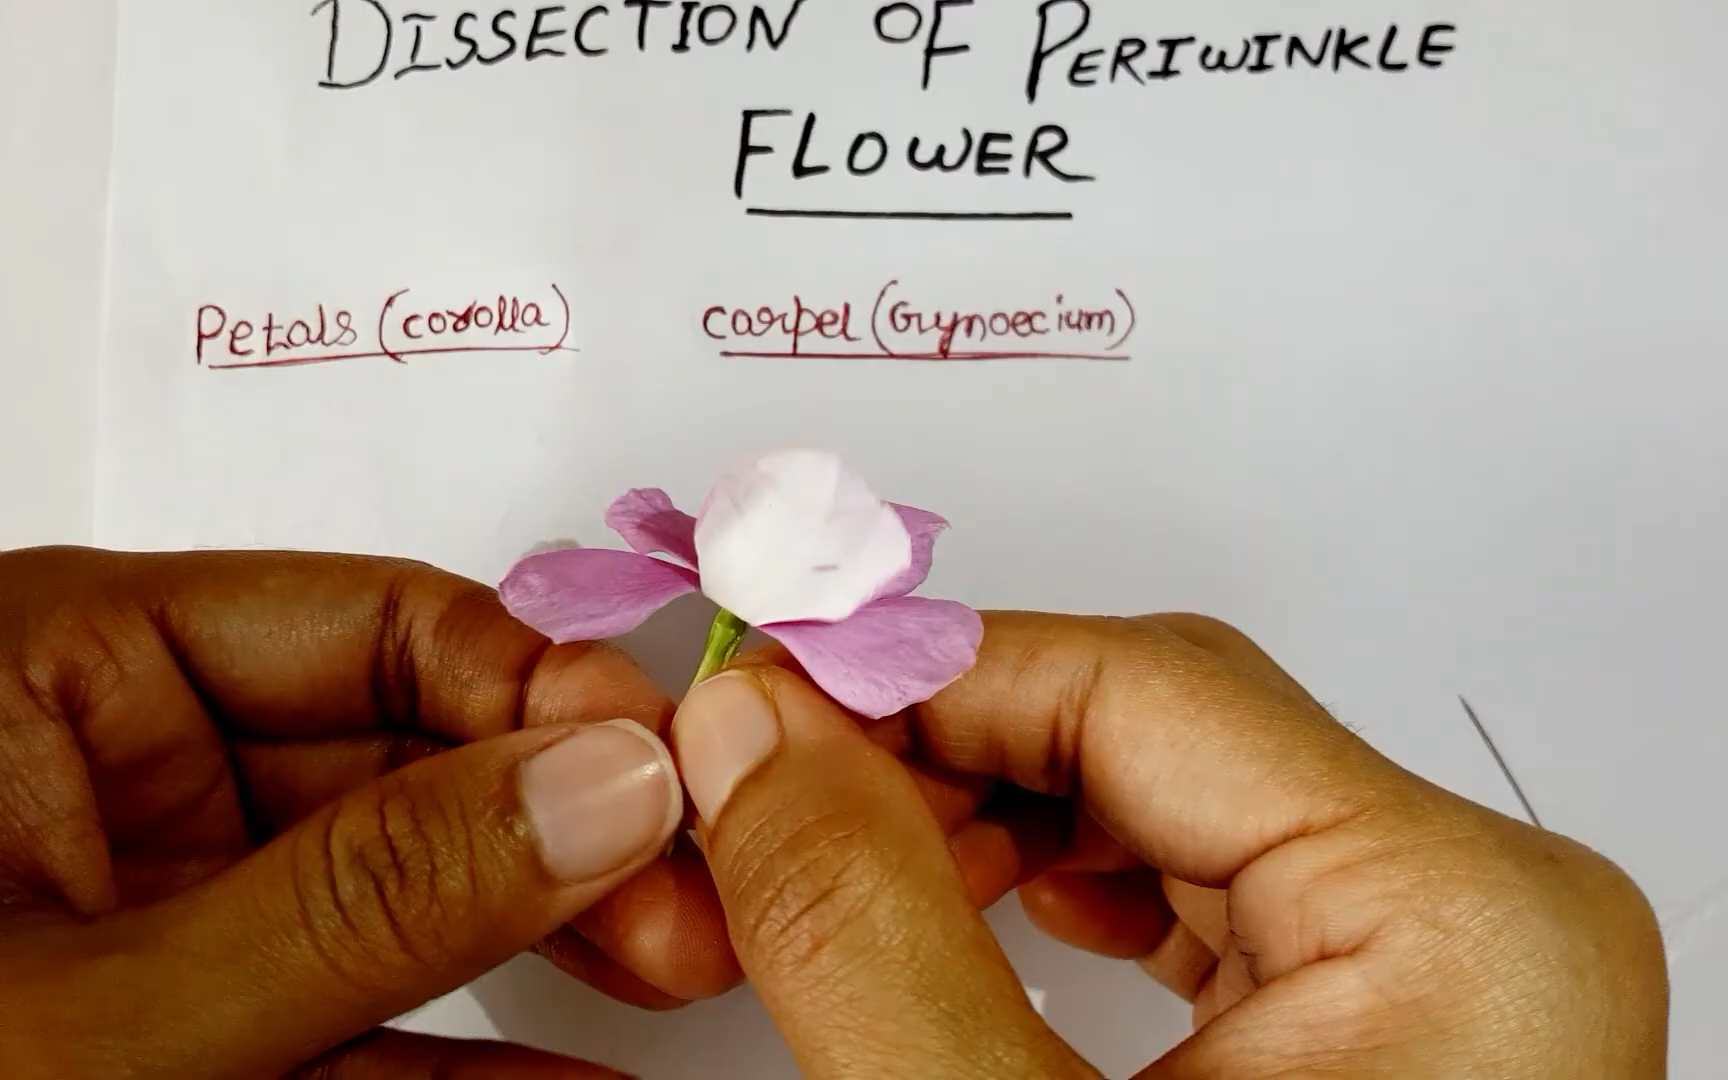 DISSECTION OF PERIWINKLE
FLOWER
Petals (corolla) carpel (Gynoecium)